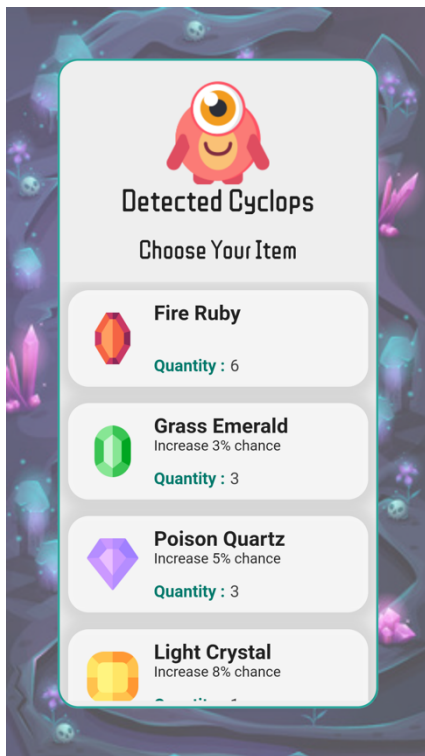 Detected Cyclops
Choose Your Item
Fire Ruby
Quantity : 6
Grass Emerald
Increase 3% chance
Quantity : 3
Poison Quartz
Increase 5% chance
Quantity : 3
Light Crystal
Increase 8% chance